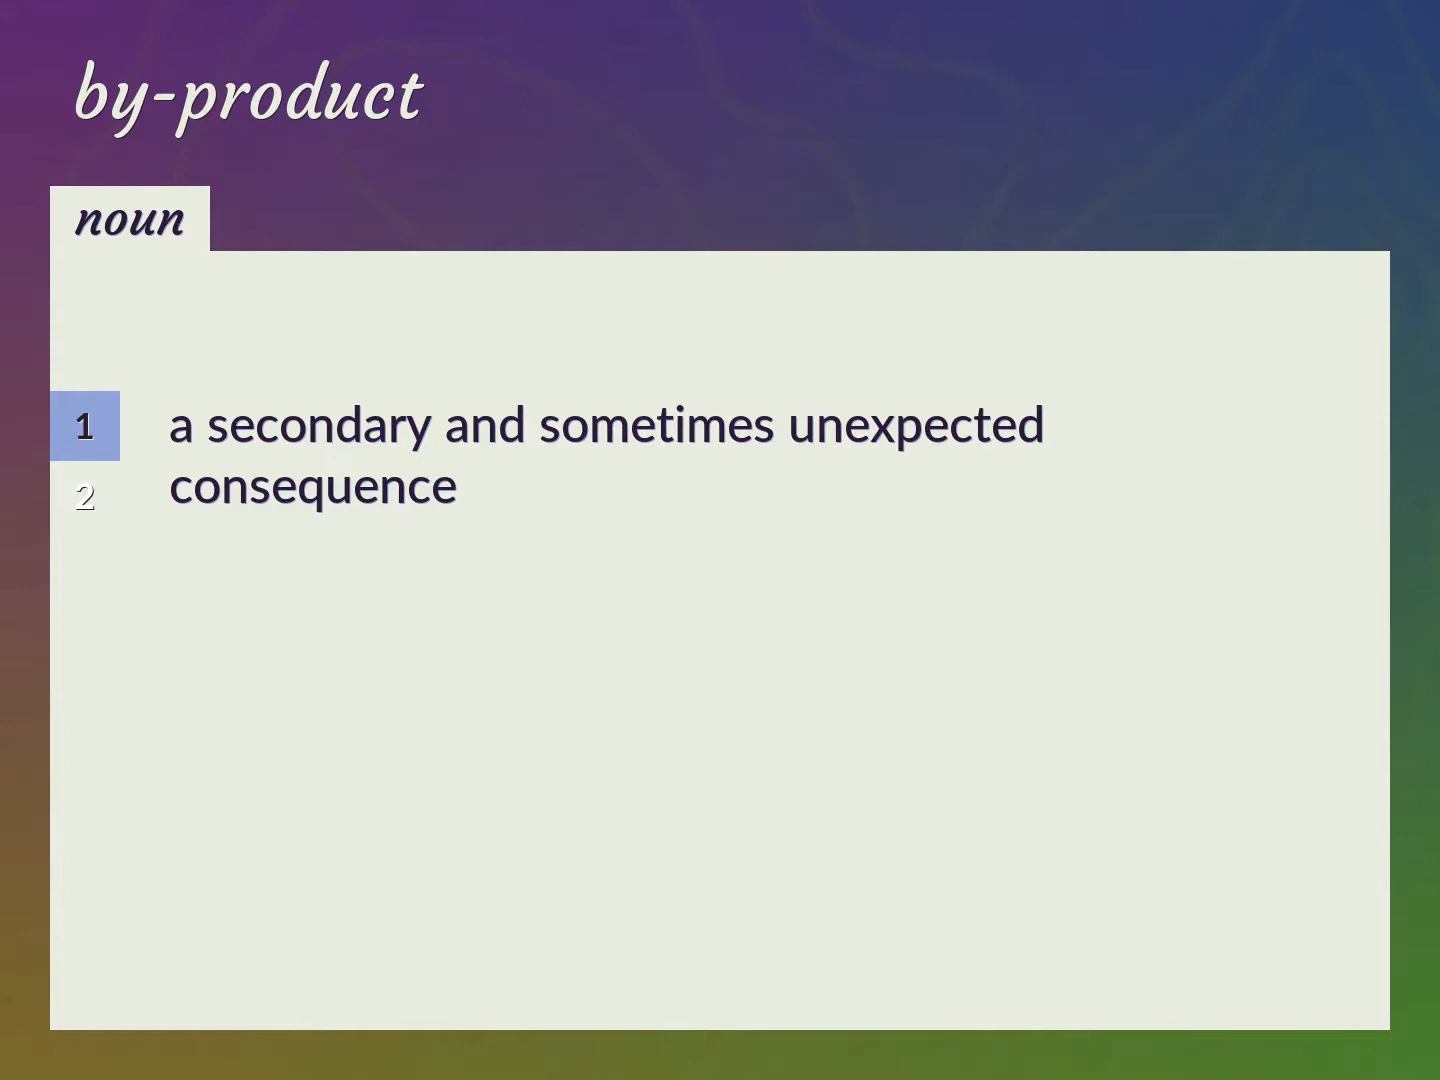 by-product
noun
1 a secondary and sometimes unexpected
2 consequence